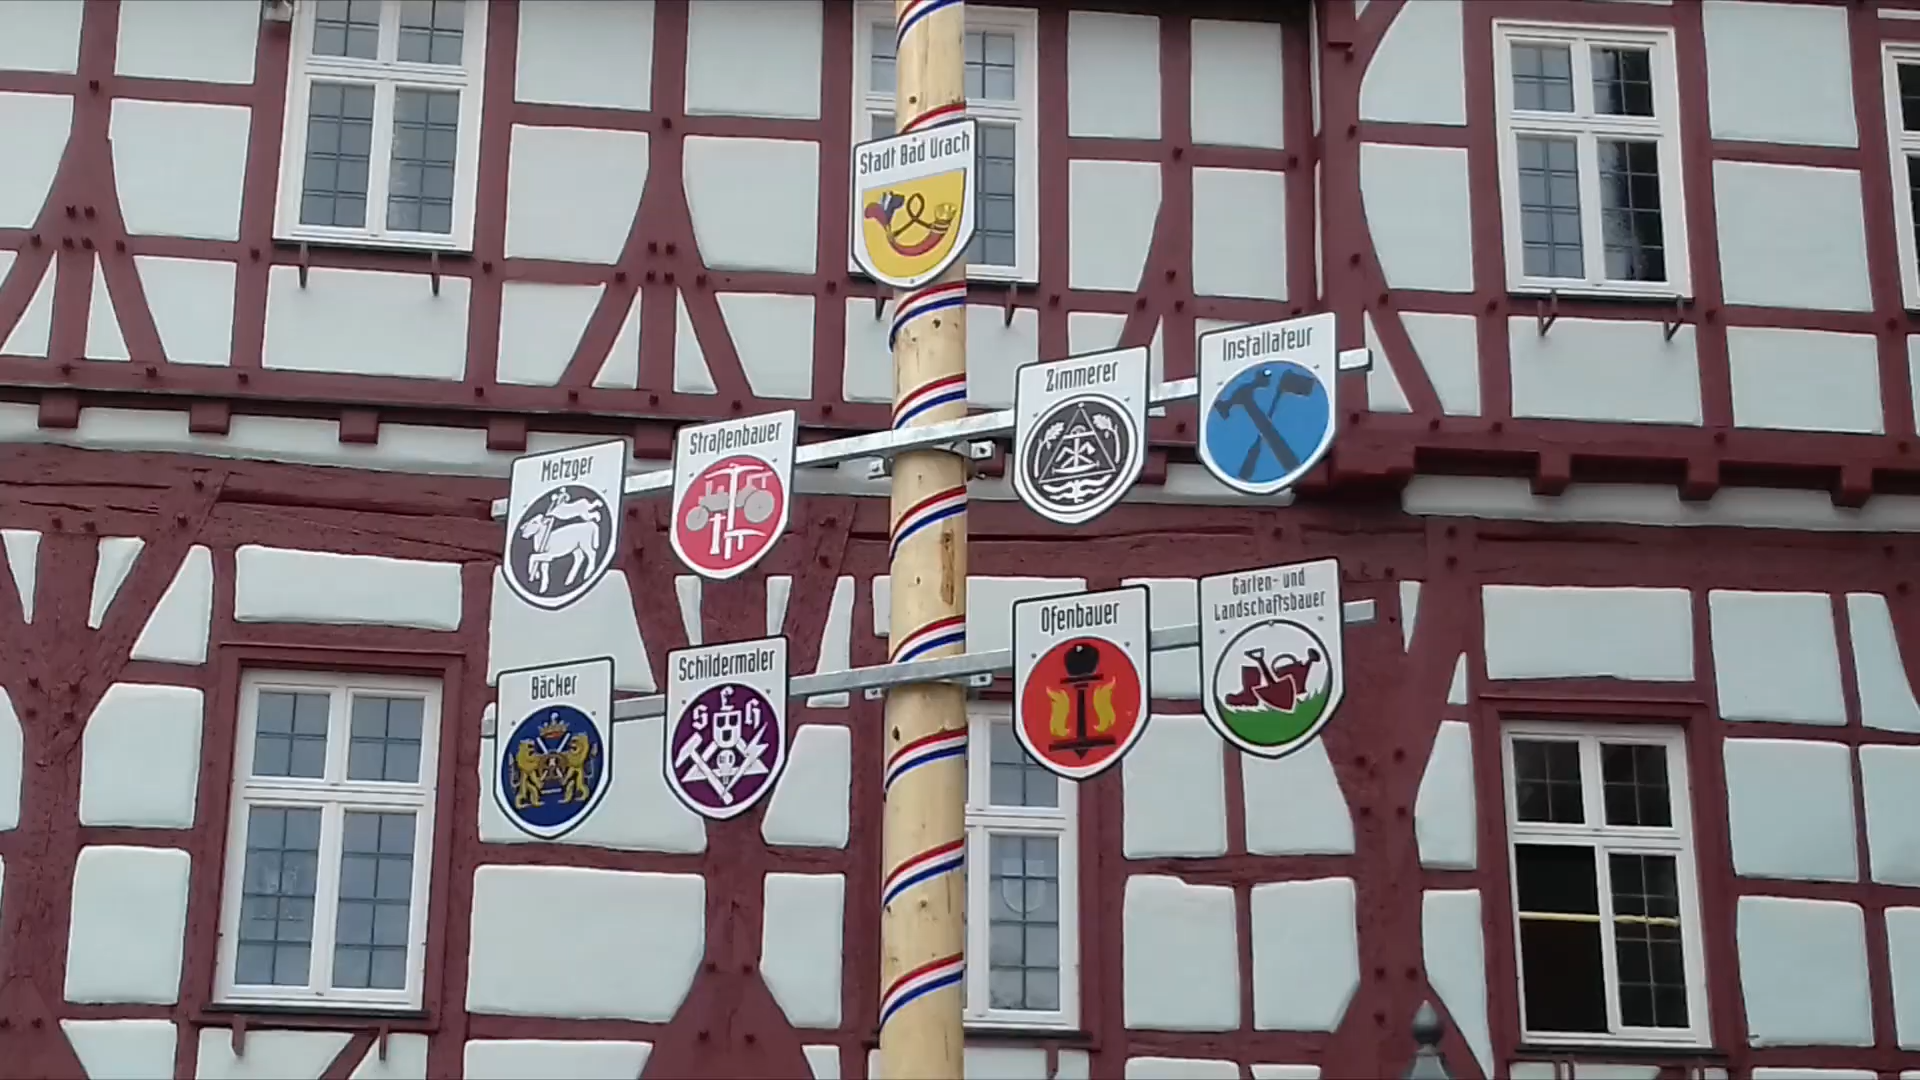 Stadt Bad Urach
Installateur
Zimmerer
Straßenbauer
Metzger
Garten- und
Landschaftsbauer
Ofenbauer
Schildermaler
S L H
Bäcker